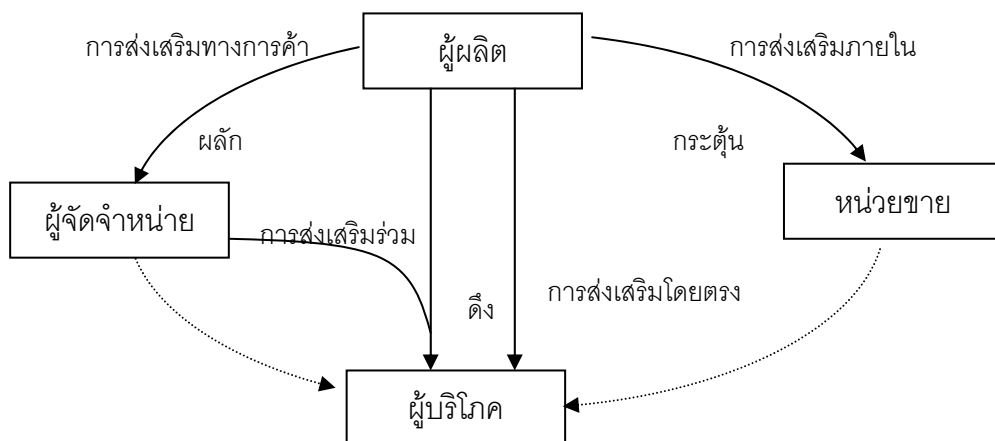 การส่งเสริมทางการค้า
ผู้ผลิต
การส่งเสริมภายใน
ผลัก
กระตุ้น
ผู้จัดจำหน่าย
หน่วยขาย
การส่งเสริมร่วม
ดึง
การส่งเสริมโดยตรง
ผู้บริโภค